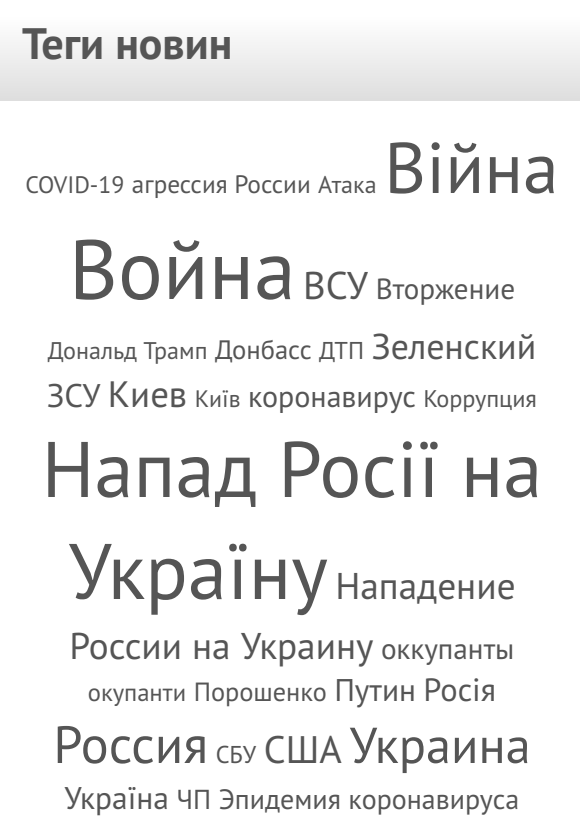 Теги новин
COVID-19 агрессия России Атака Війна
Война ВСУ Вторжение
Дональд Трамп Донбасс ДТП Зеленский
ЗСУ Киев Київ коронавирус Коррупция
Напад Росії на
Україну Нападение
России на Украину оккупанты
окупанти Порошенко Путин Росія
Россия СБУ США Украина
Україна ЧП Эпидемия коронавируса